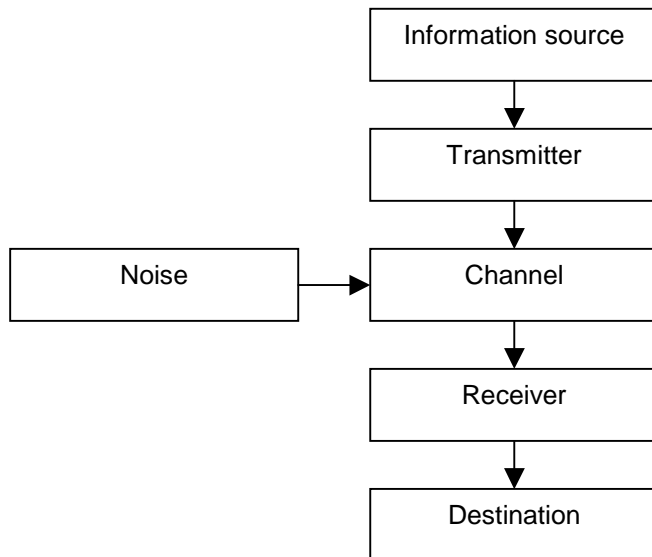 Information source
Transmitter
Noise
Channel
Receiver
Destination